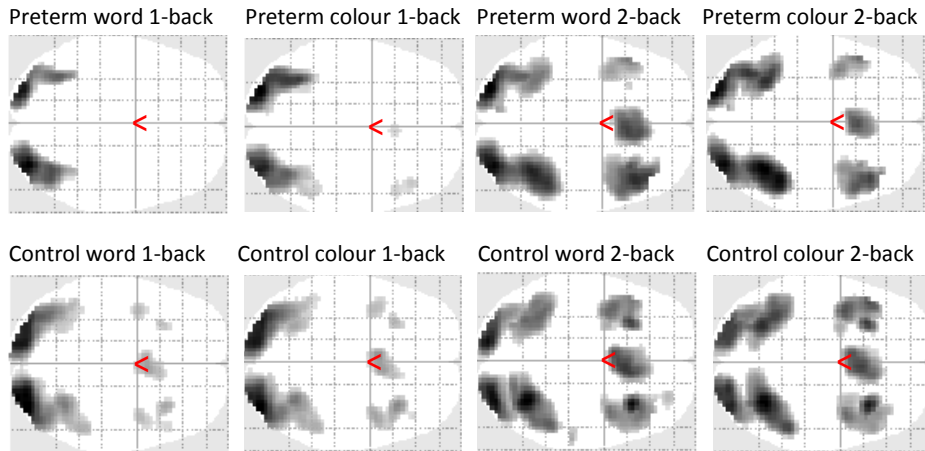 Preterm word 1-back
Preterm colour 1-back
Preterm word 2-back
Preterm colour 2-back
Control word 1-back
Control colour 1-back
Control word 2-back
Control colour 2-back